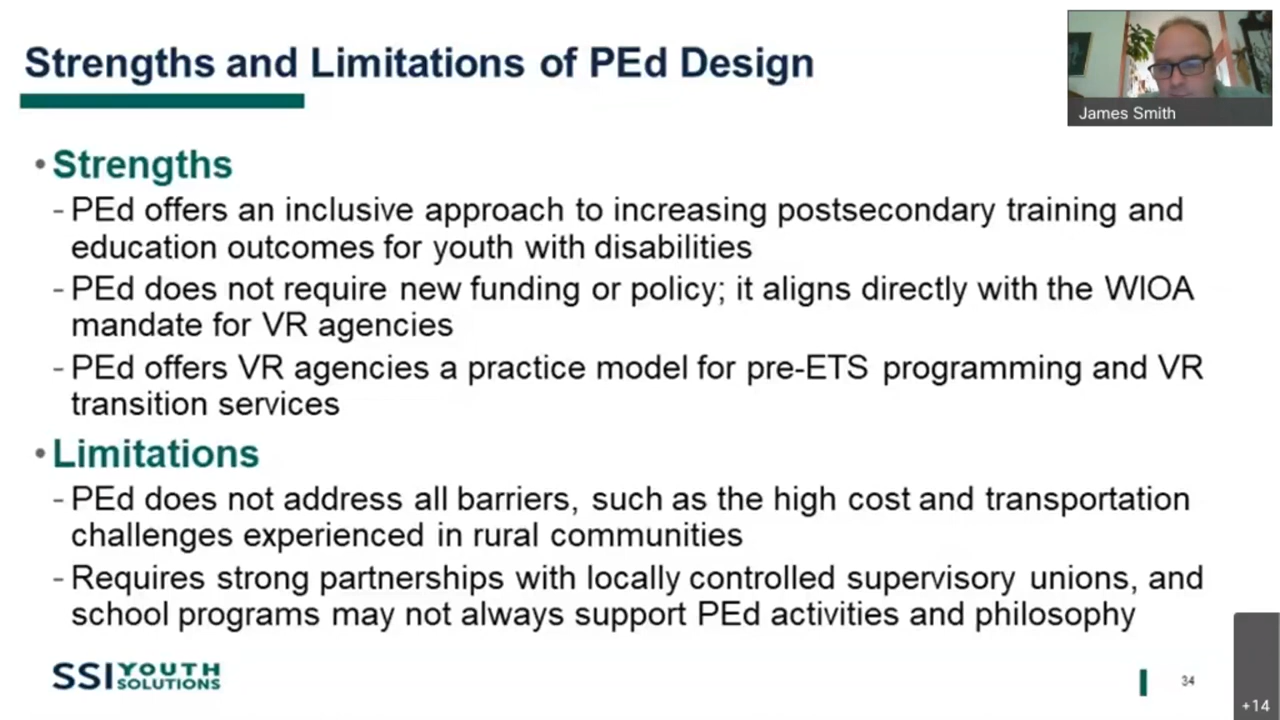 Strengths and Limitations of PEd Design
James Smith
• Strengths
- PEd offers an inclusive approach to increasing postsecondary training and
education outcomes for youth with disabilities
- PEd does not require new funding or policy; it aligns directly with the WIOA
mandate for VR agencies
- PEd offers VR agencies a practice model for pre-ETS programming and VR
transition services
• Limitations
- PEd does not address all barriers, such as the high cost and transportation
challenges experienced in rural communities
- Requires strong partnerships with locally controlled supervisory unions, and
school programs may not always support PEd activities and philosophy
SSI YOUTH
SOLUTIONS
34
+14